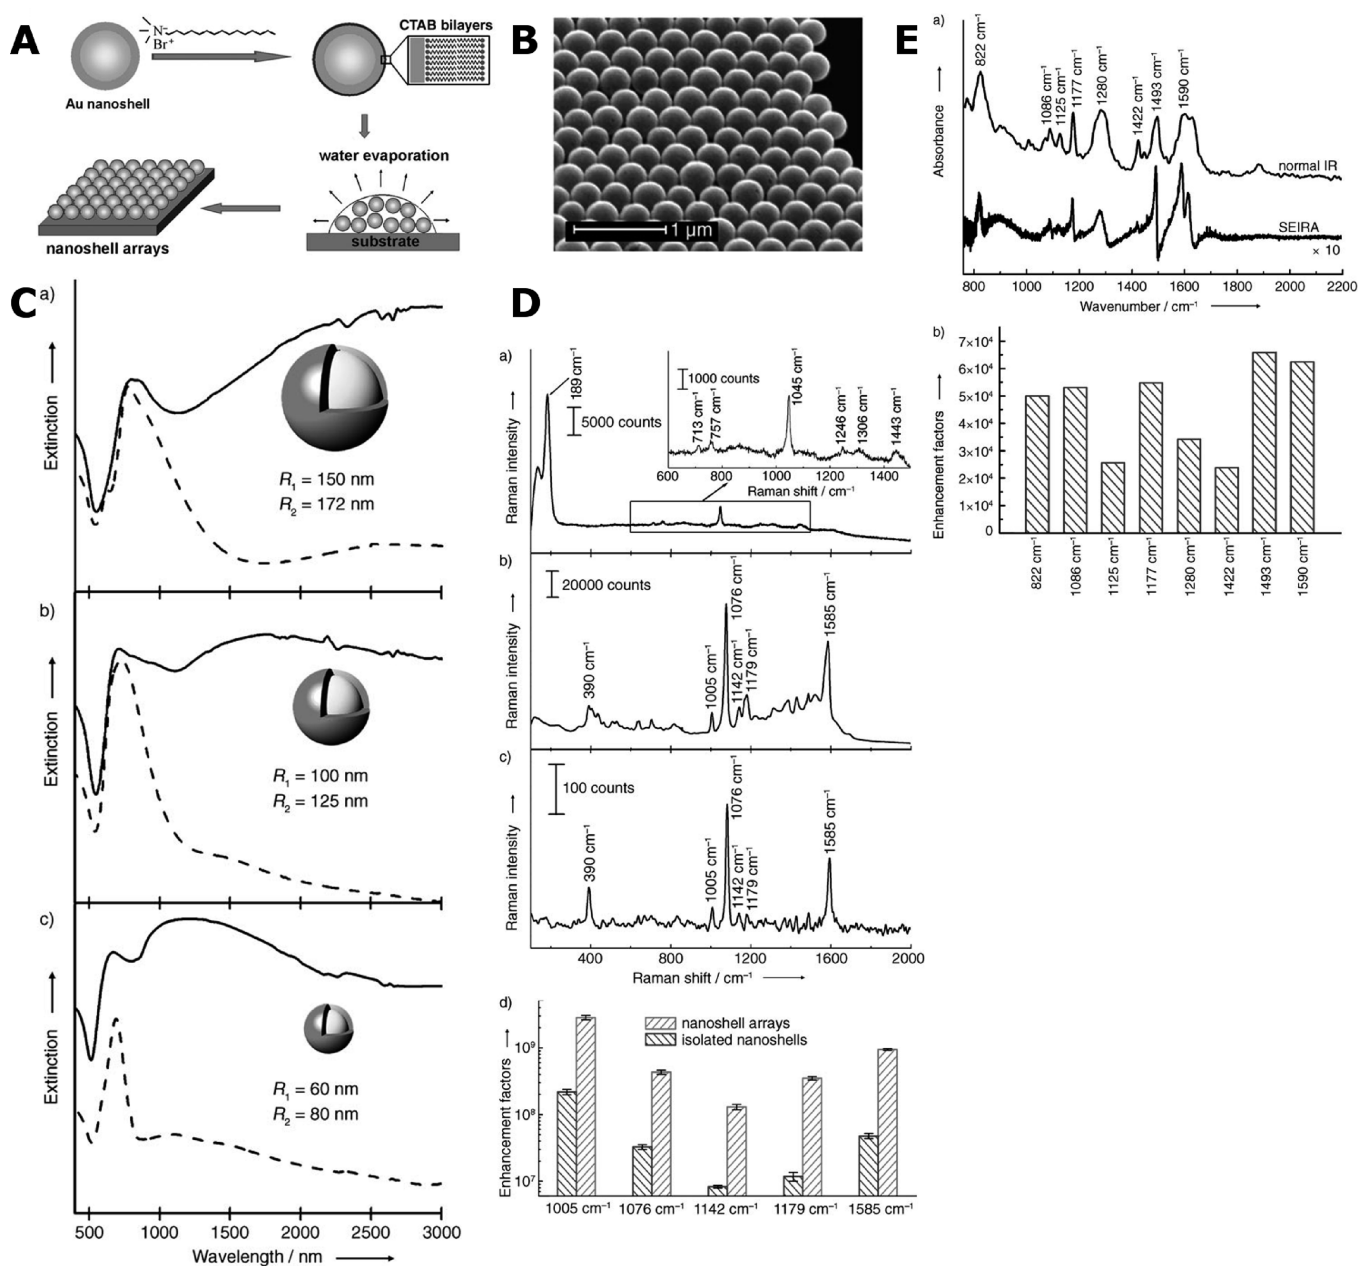 A
N⁻
Br⁺
CTAB bilayers
Au nanoshell
water evaporation
nanoshell arrays
substrate
B
1 μm
C
a)
Extinction
R₁ = 150 nm
R₂ = 172 nm
b)
Extinction
R₁ = 100 nm
R₂ = 125 nm
c)
Extinction
R₁ = 60 nm
R₂ = 80 nm
500 1000 1500 2000 2500 3000
Wavelength / nm
D
a)
Raman intensity
189 cm⁻¹
5000 counts
1000 counts
713 cm⁻¹
757 cm⁻¹
1045 cm⁻¹
1246 cm⁻¹
1306 cm⁻¹
1443 cm⁻¹
600 800 1000 1200 1400
Raman shift / cm⁻¹
b)
Raman intensity
20000 counts
390 cm⁻¹
1005 cm⁻¹
1076 cm⁻¹
1142 cm⁻¹
1179 cm⁻¹
1585 cm⁻¹
c)
Raman intensity
100 counts
390 cm⁻¹
1005 cm⁻¹
1076 cm⁻¹
1142 cm⁻¹
1179 cm⁻¹
1585 cm⁻¹
400 800 1200 1600 2000
Raman shift / cm⁻¹
d)
Enhancement factors
nanoshell arrays
isolated nanoshells
10⁹
10⁸
10⁷
1005 cm⁻¹ 1076 cm⁻¹ 1142 cm⁻¹ 1179 cm⁻¹ 1585 cm⁻¹
E
a)
Absorbance
822 cm⁻¹
1086 cm⁻¹
1125 cm⁻¹
1177 cm⁻¹
1280 cm⁻¹
1422 cm⁻¹
1493 cm⁻¹
1590 cm⁻¹
normal IR
SEIRA
× 10
800 1000 1200 1400 1600 1800 2000 2200
Wavenumber / cm⁻¹
b)
Enhancement factors
7×10⁴
6×10⁴
5×10⁴
4×10⁴
3×10⁴
2×10⁴
1×10⁴
0
822 cm⁻¹
1086 cm⁻¹
1125 cm⁻¹
1177 cm⁻¹
1280 cm⁻¹
1422 cm⁻¹
1493 cm⁻¹
1590 cm⁻¹